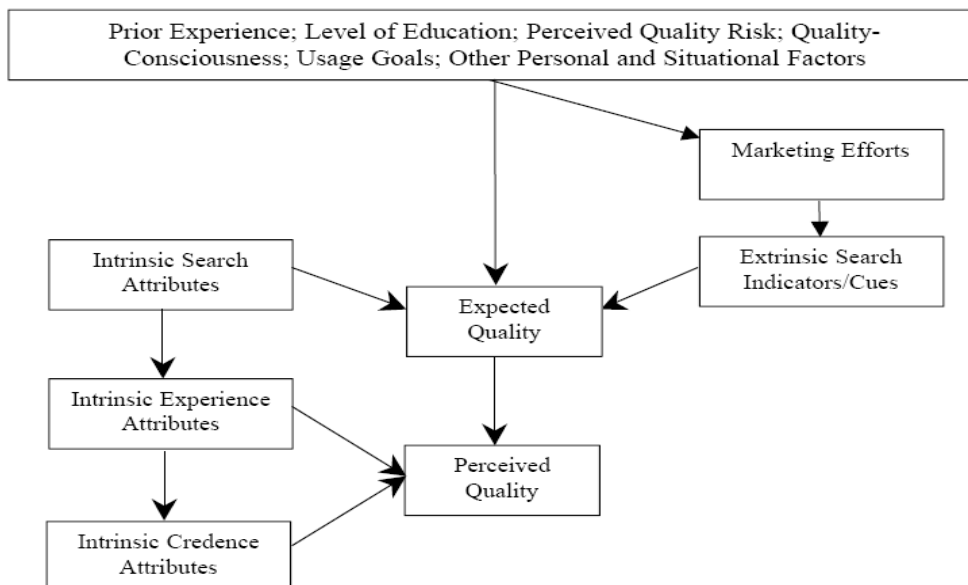 Prior Experience; Level of Education; Perceived Quality Risk; Quality-
Consciousness; Usage Goals; Other Personal and Situational Factors
Marketing Efforts
Intrinsic Search
Attributes
Extrinsic Search
Indicators/Cues
Expected
Quality
Intrinsic Experience
Attributes
Perceived
Quality
Intrinsic Credence
Attributes